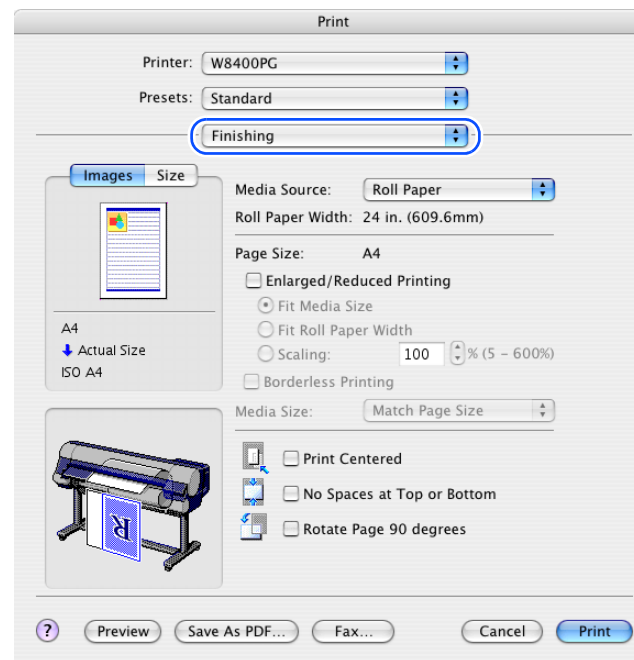 Print
Printer: W8400PG
Presets: Standard
Finishing
Images Size
Media Source: Roll Paper
Roll Paper Width: 24 in. (609.6mm)
Page Size: A4
Enlarged/Reduced Printing
Fit Media Size
Fit Roll Paper Width
Scaling: 100 % (5 - 600%)
Borderless Printing
Media Size: Match Page Size
A4
Actual Size
ISO A4
Print Centered
No Spaces at Top or Bottom
Rotate Page 90 degrees
R
? Preview Save As PDF... Fax... Cancel Print